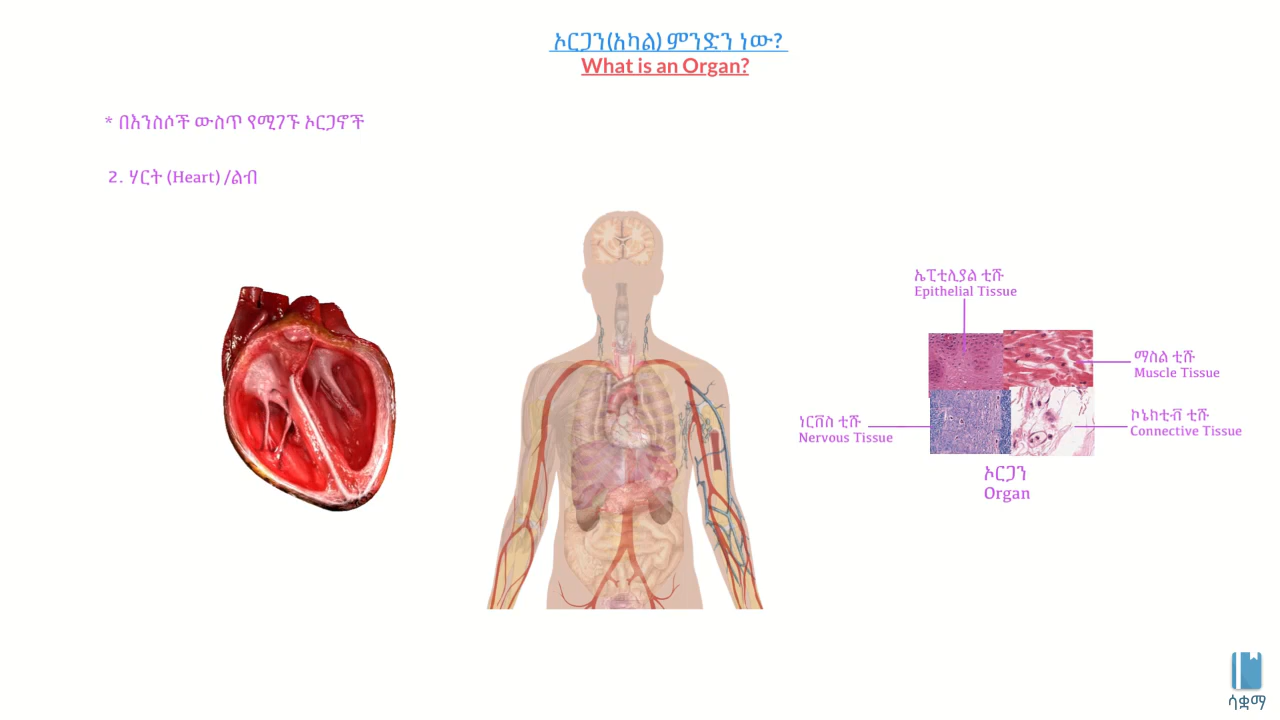 ኦርጋን(አካል) ምንድን ነው?
What is an Organ?
* በእንስሶች ውስጥ የሚገኙ ኦርጋኖች
2. ሃርት (Heart) /ልብ
ኤፒቲሊያል ቲሹ
Epithelial Tissue
ማስል ቲሹ
Muscle Tissue
ነርቨስ ቲሹ
Nervous Tissue
ኮኔክቲቭ ቲሹ
Connective Tissue
ኦርጋን
Organ
ሳቋማ